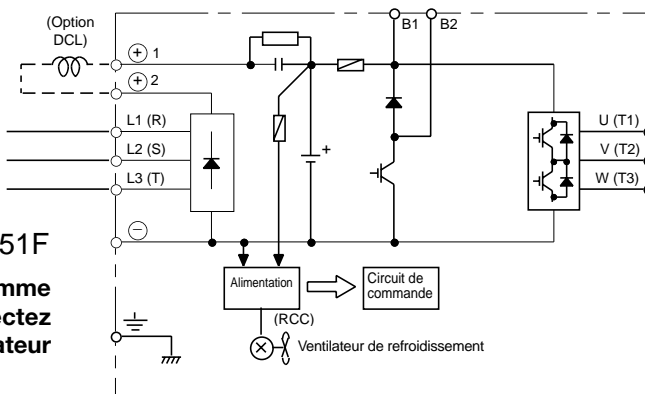 (Option
DCL)
B1
B2
+ 1
+ 2
L1 (R)
L2 (S)
L3 (T)
+
U (T1)
V (T2)
W (T3)
−
51F
mme
ectez
ateur
Alimentation
Circuit de
commande
(RCC)
Ventilateur de refroidissement